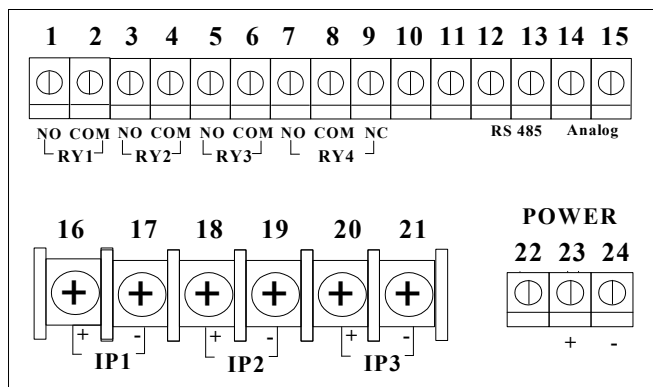 1 2 3 4 5 6 7 8 9 10 11 12 13 14 15
NO COM NO COM NO COM NO COM NC RS 485 Analog
RY1 RY2 RY3 RY4
POWER
16 17 18 19 20 21
22 23 24
+ - + - + -
IP1 IP2 IP3
+ -